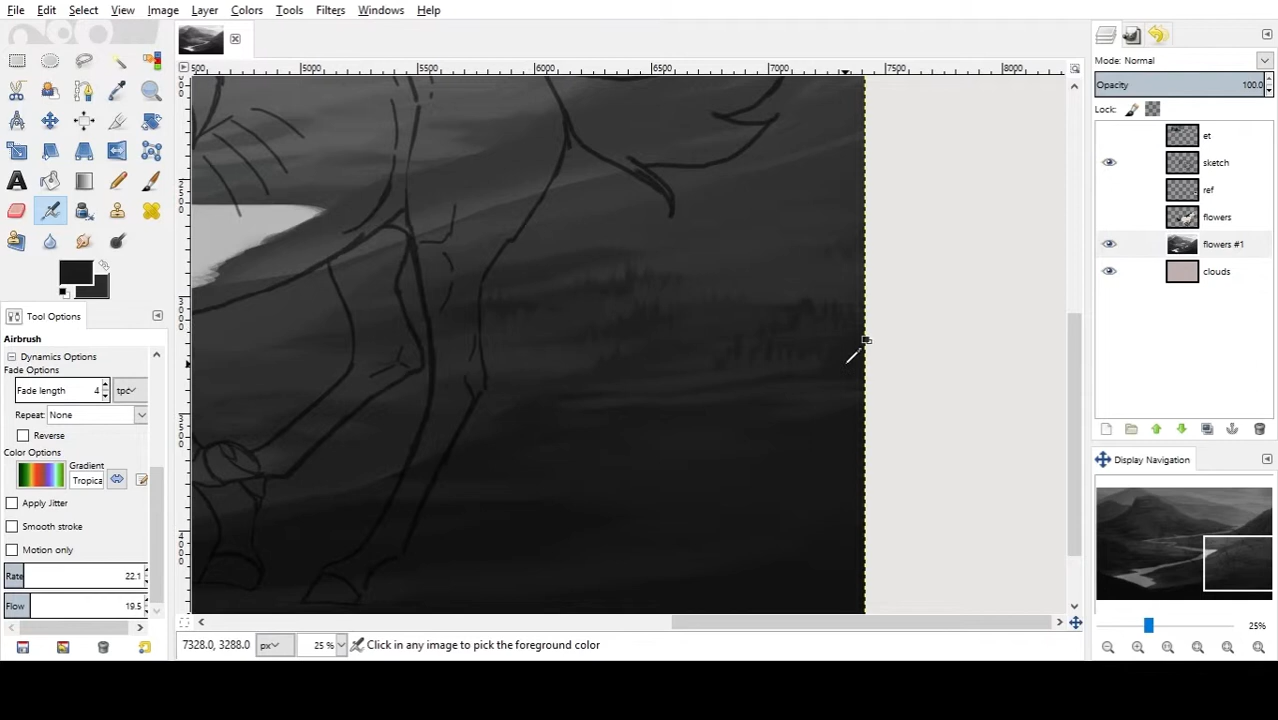 File Edit Select View Image Layer Colors Tools Filters Windows Help
5000 5500 6000 6500 7000 7500 8000
Mode: Normal
Opacity 100.0
Lock:
et
sketch
ref
flowers
flowers #1
clouds
Tool Options
Airbrush
Dynamics Options
Fade Options
Fade length 4
Repeat: None
Reverse
Color Options
Gradient
Tropica
Apply Jitter
Smooth stroke
Motion only
Rate 22.1
Flow 19.5
Display Navigation
25%
7328.0, 3288.0 px 25 % Click in any image to pick the foreground color